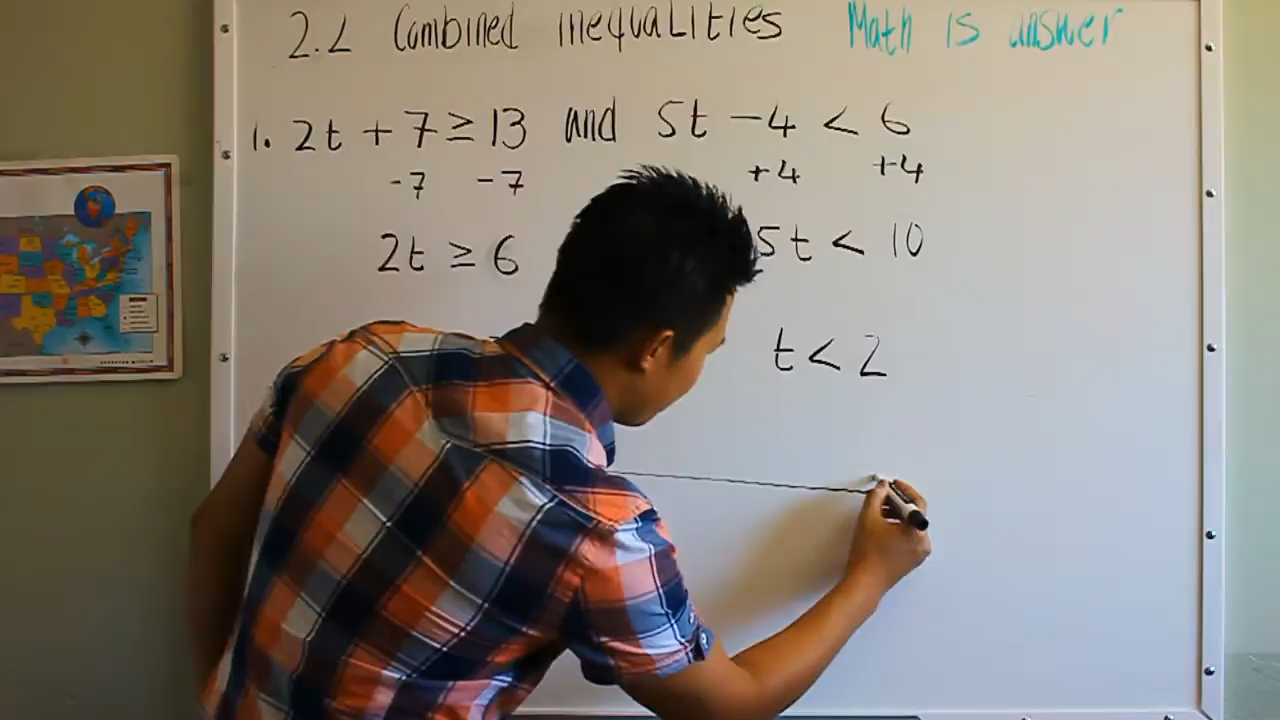 2.2 Combined inequalities Math is answer
1. 2t + 7 ≥ 13 and 5t - 4 < 6
-7 -7 +4 +4
2t ≥ 6 5t < 10
t < 2